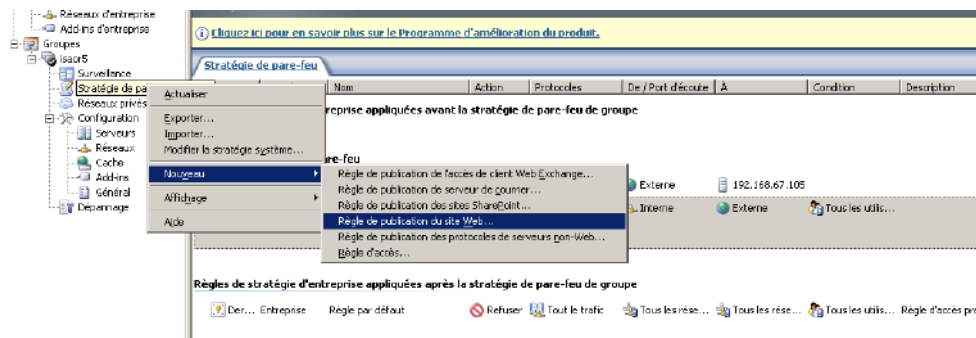 Réseaux d'entreprise
Add-ins d'entreprise
Groupes
isaor5
Surveillance
Stratégie de pa
Réseaux privés
Configuration
Serveurs
Réseaux
Cache
Add-ins
Général
Dépannage
Cliquez ici pour en savoir plus sur le Programme d'amélioration du produit.
Stratégie de pare-feu
Nom Action Protocoles De / Port d'écoute À Condition Description
reprise appliquées avant la stratégie de pare-feu de groupe
re-feu
Externe 192.168.67.105
Interne Externe Tous les utilis...
Actualiser
Exporter...
Importer...
Modifier la stratégie système...
Nouveau
Affichage
Aide
Règle de publication de l'accès de client Web Exchange...
Règle de publication de serveur de courrier...
Règle de publication des sites SharePoint...
Règle de publication du site Web...
Règle de publication des protocoles de serveurs non-Web...
Règle d'accès...
Règles de stratégie d'entreprise appliquées après la stratégie de pare-feu de groupe
Der... Entreprise Règle par défaut Refuser Tout le trafic Tous les rése... Tous les rése... Tous les utilis... Règle d'accès pré